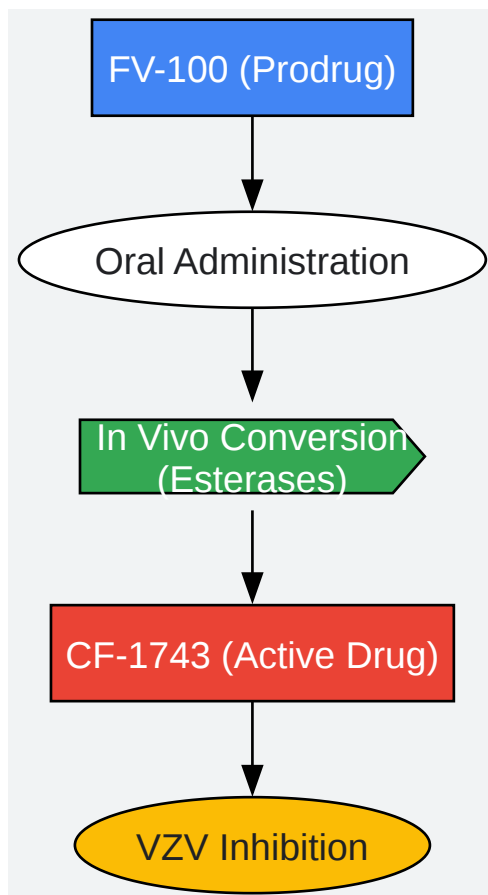 FV-100 (Prodrug)
Oral Administration
In Vivo Conversion
(Esterases)
CF-1743 (Active Drug)
VZV Inhibition